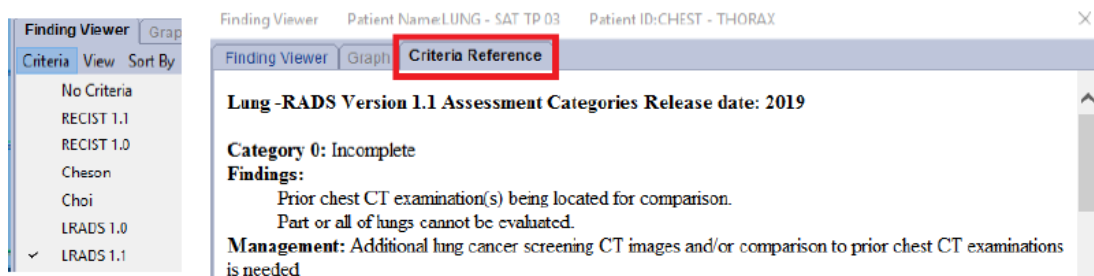 Finding Viewer Grap
Criteria View Sort By
No Criteria
RECIST 1.1
RECIST 1.0
Cheson
Choi
LRADS 1.0
✓ LRADS 1.1
Finding Viewer Patient Name:LUNG - SAT TP 03 Patient ID:CHEST - THORAX
Finding Viewer Graph Criteria Reference
Lung -RADS Version 1.1 Assessment Categories Release date: 2019
Category 0: Incomplete
Findings:
Prior chest CT examination(s) being located for comparison.
Part or all of lungs cannot be evaluated.
Management: Additional lung cancer screening CT images and/or comparison to prior chest CT examinations
is needed